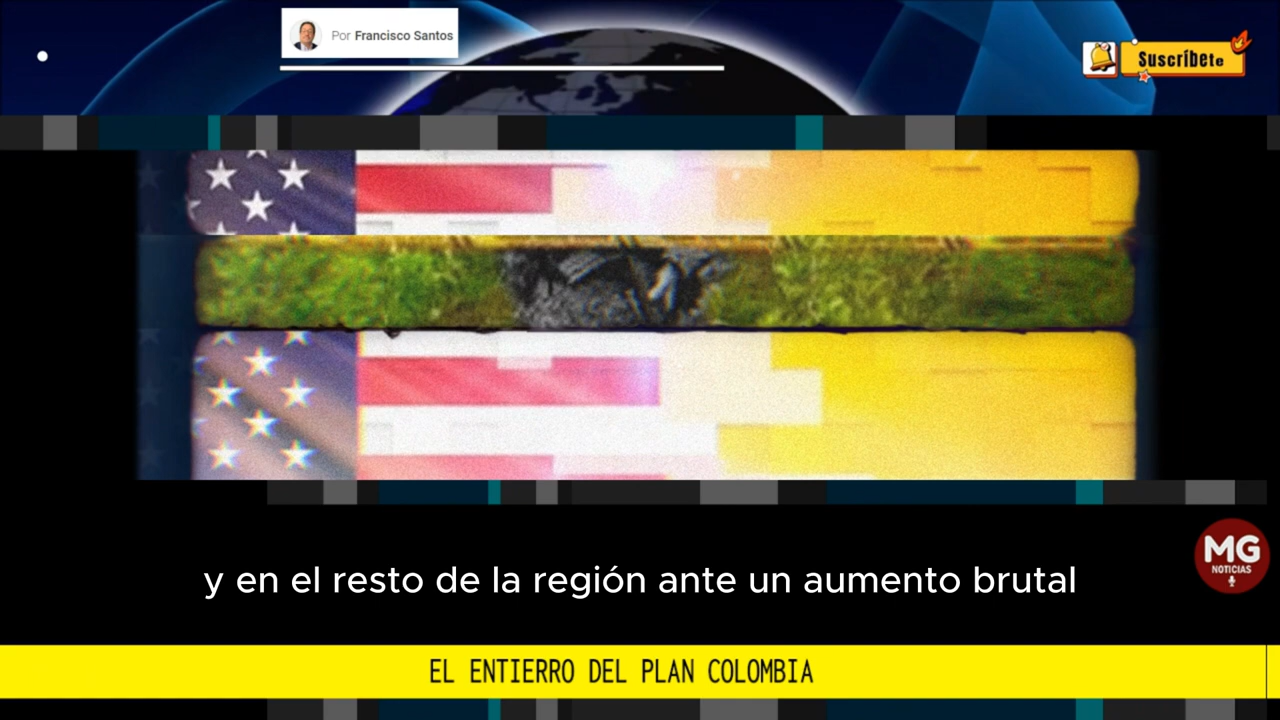 Por Francisco Santos
Suscríbete
y en el resto de la región ante un aumento brutal
MG
NOTICIAS
EL ENTIERRO DEL PLAN COLOMBIA